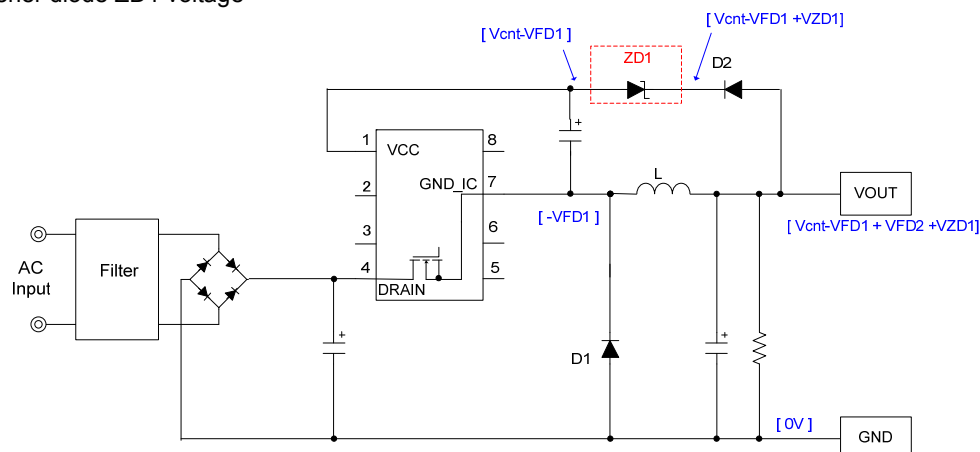 ener diode ZD1 voltage
[ Vcnt-VFD1 +VZD1]
[ Vcnt-VFD1 ]
ZD1
D2
1
VCC
8
2
GND_IC
7
L
VOUT
[ -VFD1 ]
[ Vcnt-VFD1 + VFD2 +VZD1]
3
6
AC
Input
Filter
4
5
DRAIN
+
+
+
D1
[ 0V ]
GND